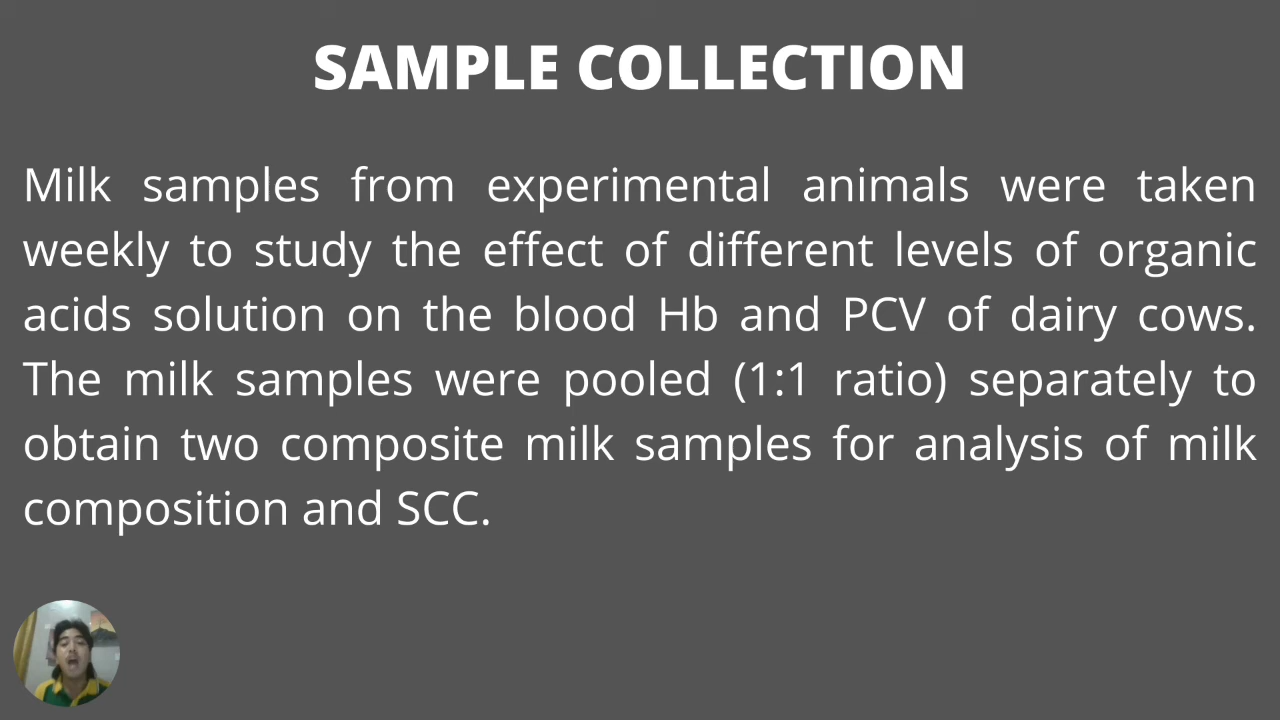 SAMPLE COLLECTION
Milk samples from experimental animals were taken
weekly to study the effect of different levels of organic
acids solution on the blood Hb and PCV of dairy cows.
The milk samples were pooled (1:1 ratio) separately to
obtain two composite milk samples for analysis of milk
composition and SCC.